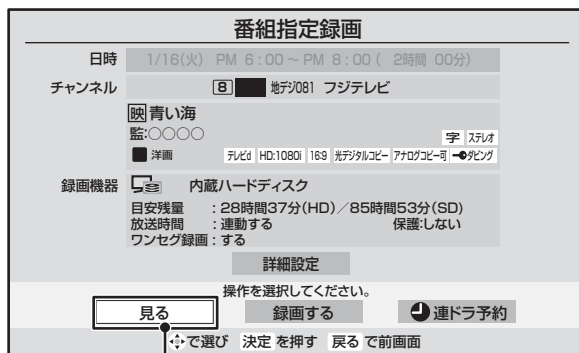 番組指定録画
日時 1/16(火) PM 6:00～PM 8:00 ( 2時間 00分)
チャンネル 8 地デジ081 フジテレビ
映 青い海
監:○○○○
字 ステレオ
洋画 テレビd HD:1080i 16:9 光デジタルコピー アナログコピー可 ダビング
録画機器 内蔵ハードディスク
目安残量 :28時間37分(HD)／85時間53分(SD)
放送時間 :連動する 保護:しない
ワンセグ録画:する
詳細設定
操作を選択してください。
見る 録画する 連ドラ予約
で選び 決定 を押す 戻る で前画面